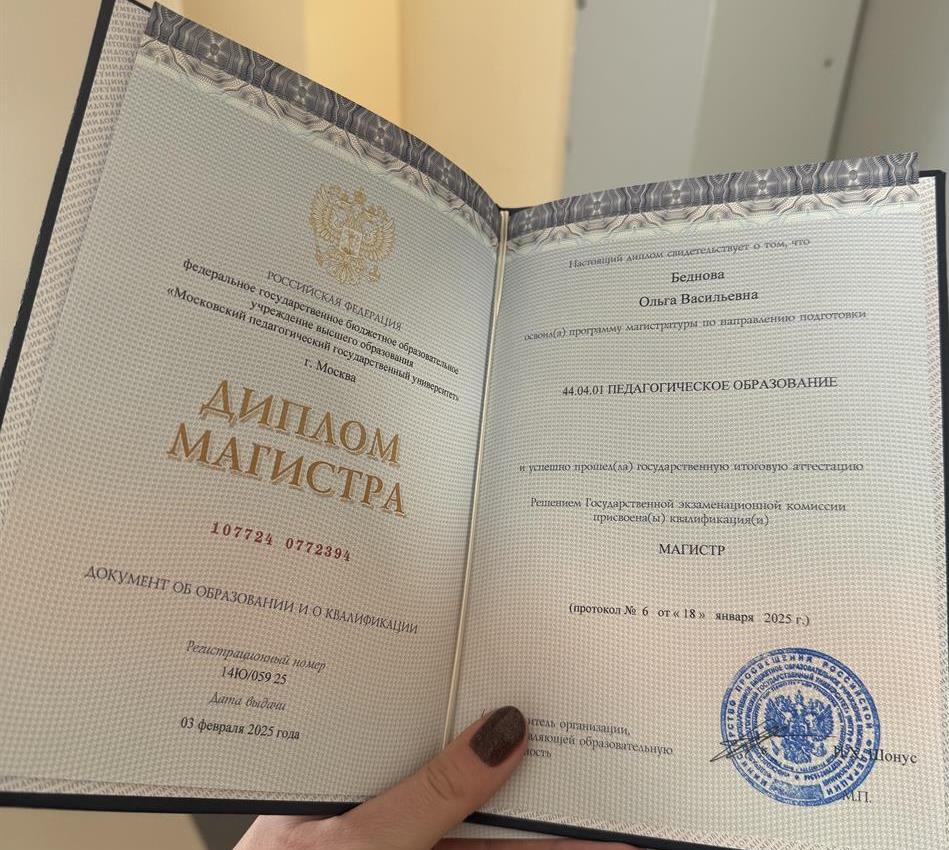 РОССИЙСКАЯ ФЕДЕРАЦИЯ
федеральное государственное бюджетное образовательное
учреждение высшего образования
«Московский педагогический государственный университет»
г. Москва
ДИПЛОМ
МАГИСТРА
107724 0772394
ДОКУМЕНТ ОБ ОБРАЗОВАНИИ И О КВАЛИФИКАЦИИ
Регистрационный номер
14Ю/059 25
Дата выдачи
03 февраля 2025 года
Настоящий диплом свидетельствует о том, что
Беднова
Ольга Васильевна
освоил(а) программу магистратуры по направлению подготовки
44.04.01 ПЕДАГОГИЧЕСКОЕ ОБРАЗОВАНИЕ
и успешно прошел(ла) государственную итоговую аттестацию
Решением Государственной экзаменационной комиссии
присвоена(ы) квалификация(и)
МАГИСТР
(протокол № 6 от « 18 » января 2025 г.)
организации,
образовательную
Шонус
М.П.